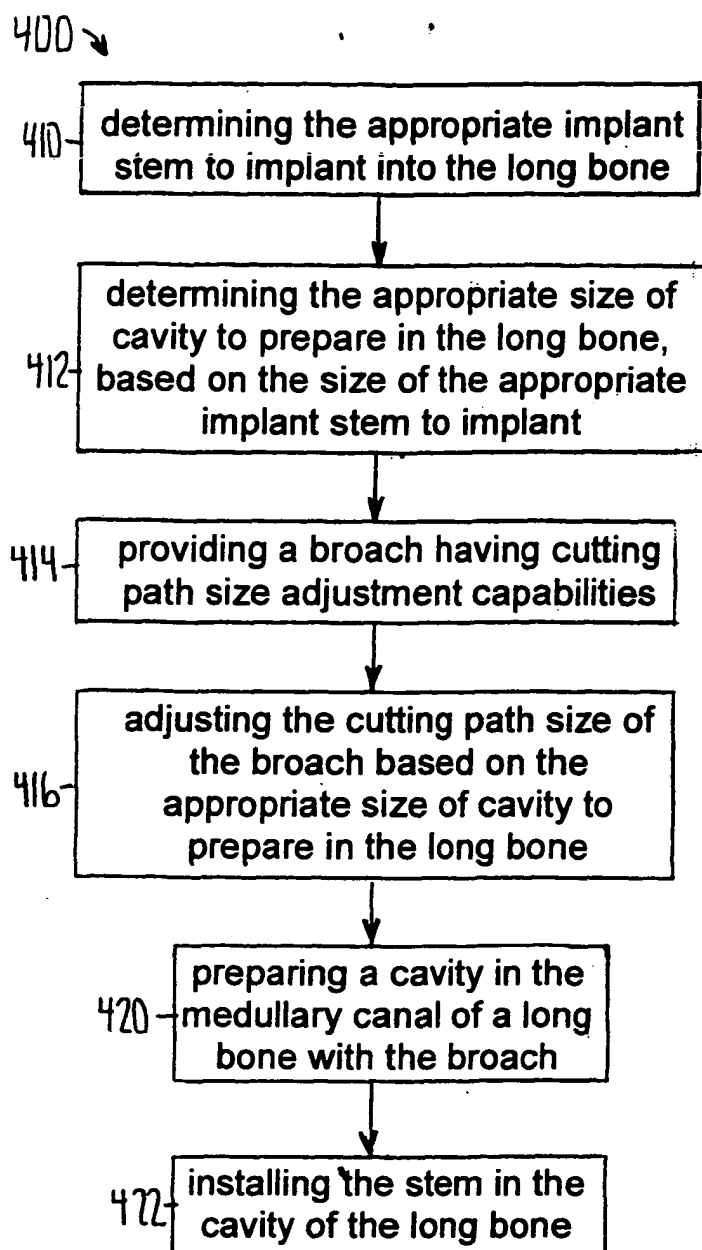 400
410
determining the appropriate implant
stem to implant into the long bone
412
determining the appropriate size of
cavity to prepare in the long bone,
based on the size of the appropriate
implant stem to implant
414
providing a broach having cutting
path size adjustment capabilities
416
adjusting the cutting path size of
the broach based on the
appropriate size of cavity to
prepare in the long bone
420
preparing a cavity in the
medullary canal of a long
bone with the broach
422
installing the stem in the
cavity of the long bone